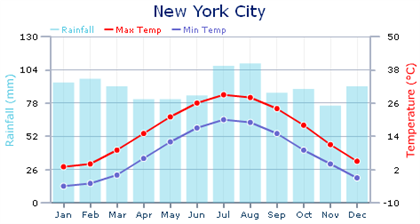 New York City
130 50
Rainfall Max Temp Min Temp
104 38
78 26
52 14
26 2
0 -10
Rainfall (mm)
Temperature (°C)
Jan Feb Mar Apr May Jun Jul Aug Sep Oct Nov Dec